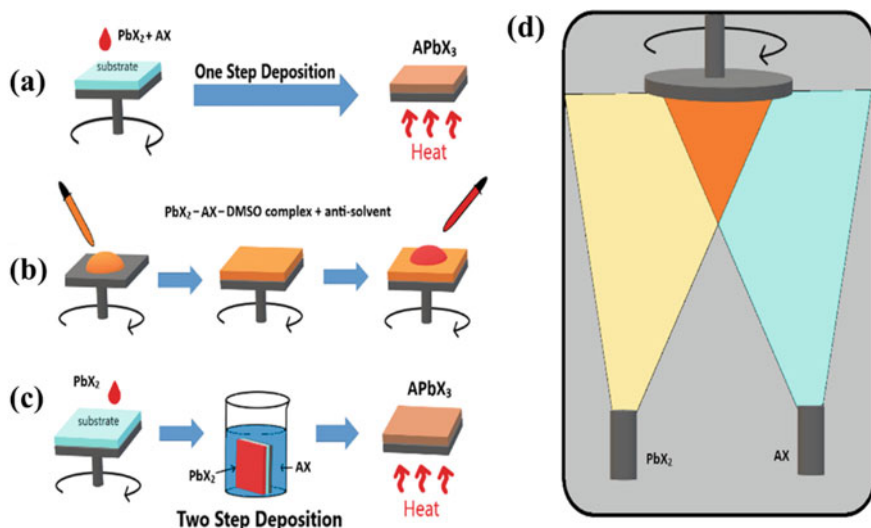 (a)
PbX₂ + AX
substrate
One Step Deposition
APbX₃
Heat
(b)
PbX₂ – AX – DMSO complex + anti-solvent
(c)
PbX₂
substrate
PbX₂
AX
Two Step Deposition
APbX₃
Heat
(d)
PbX₂
AX